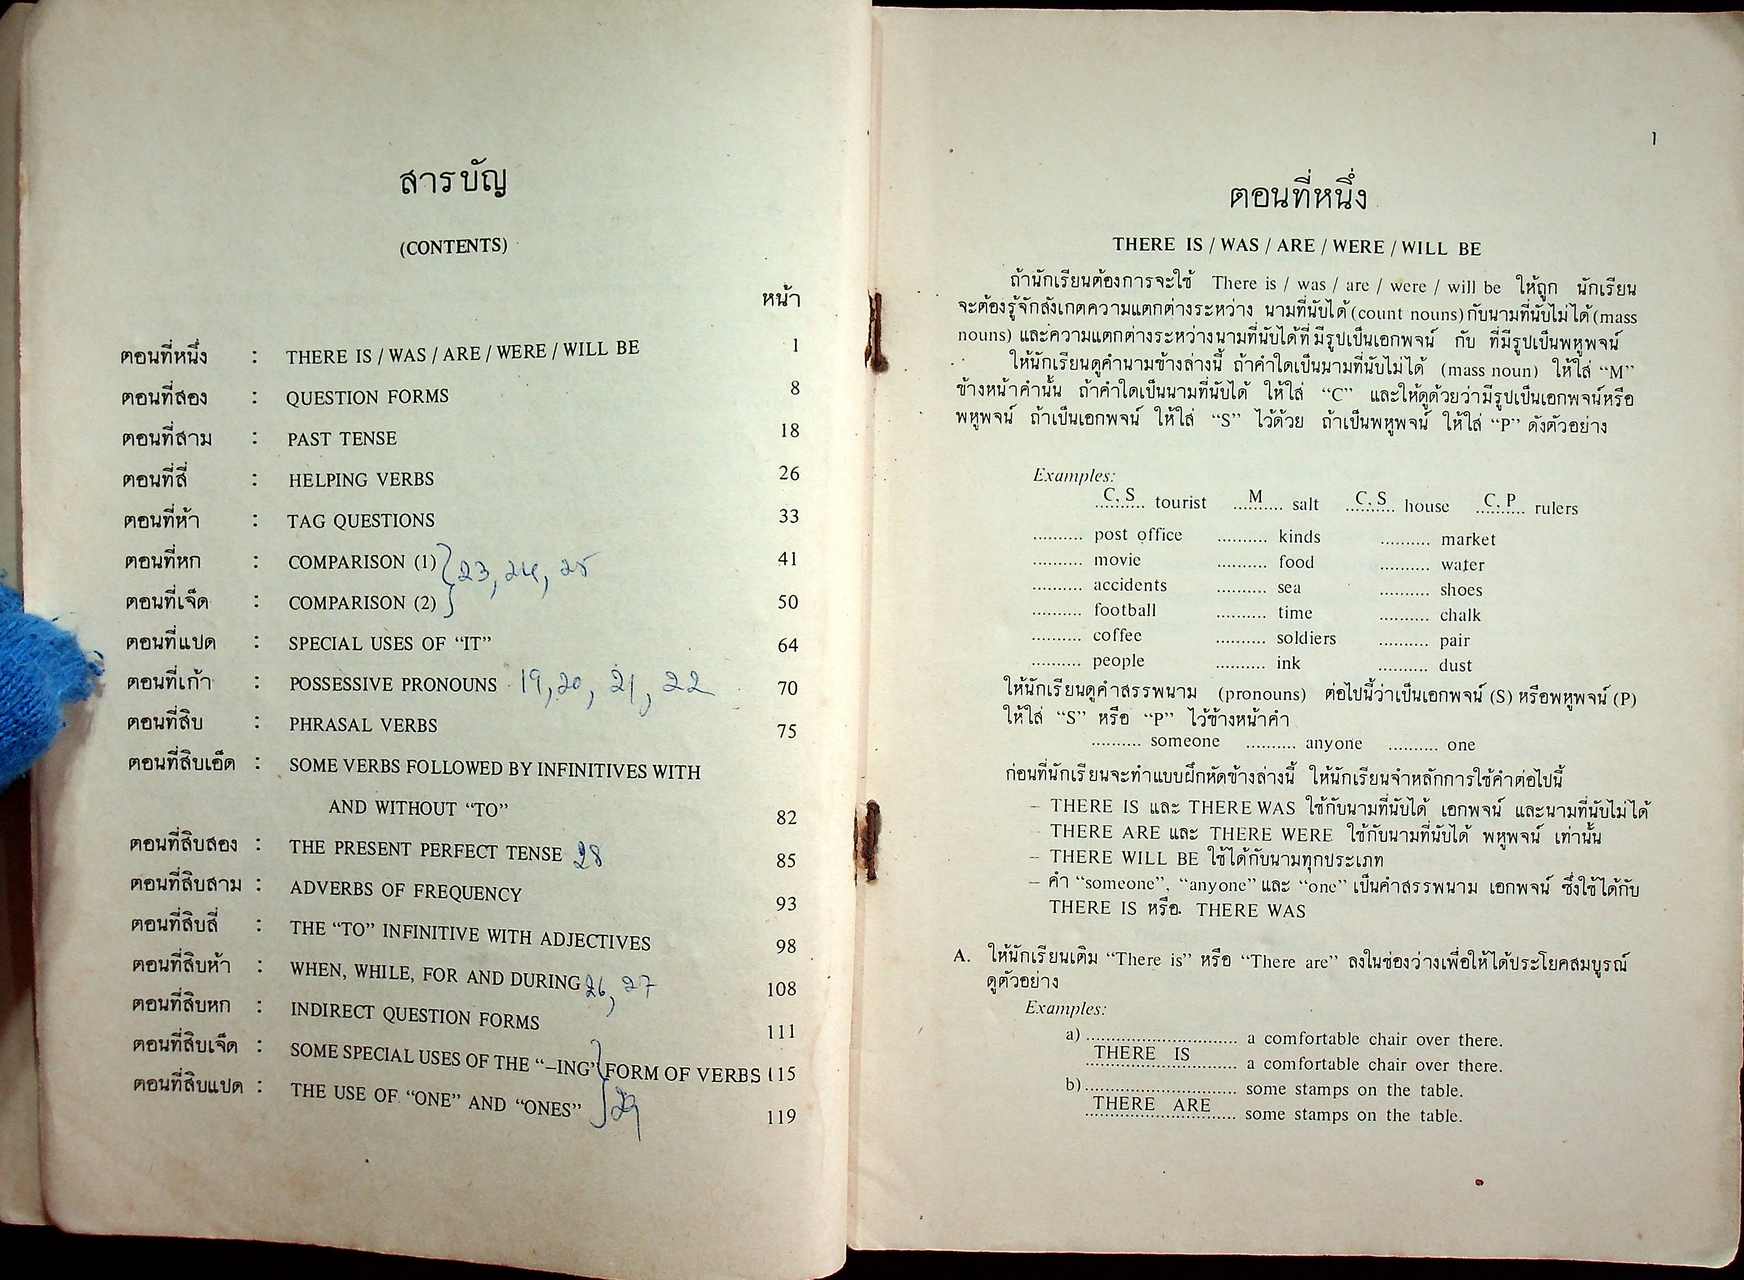 สารบัญ
(CONTENTS)
หน้า
ตอนที่หนึ่ง : THERE IS / WAS / ARE / WERE / WILL BE 1
ตอนที่สอง : QUESTION FORMS 8
ตอนที่สาม : PAST TENSE 18
ตอนที่สี่ : HELPING VERBS 26
ตอนที่ห้า : TAG QUESTIONS 33
ตอนที่หก : COMPARISON (1) 23, 24, 25 41
ตอนที่เจ็ด : COMPARISON (2) 50
ตอนที่แปด : SPECIAL USES OF “IT” 64
ตอนที่เก้า : POSSESSIVE PRONOUNS 19, 20, 21, 22 70
ตอนที่สิบ : PHRASAL VERBS 75
ตอนที่สิบเอ็ด : SOME VERBS FOLLOWED BY INFINITIVES WITH
AND WITHOUT “TO” 82
ตอนที่สิบสอง : THE PRESENT PERFECT TENSE 28 85
ตอนที่สิบสาม : ADVERBS OF FREQUENCY 93
ตอนที่สิบสี่ : THE “TO” INFINITIVE WITH ADJECTIVES 98
ตอนที่สิบห้า : WHEN, WHILE, FOR AND DURING 26, 27 108
ตอนที่สิบหก : INDIRECT QUESTION FORMS 111
ตอนที่สิบเจ็ด : SOME SPECIAL USES OF THE “–ING” FORM OF VERBS 115
ตอนที่สิบแปด : THE USE OF “ONE” AND “ONES” 29 119
1
ตอนที่หนึ่ง
THERE IS / WAS / ARE / WERE / WILL BE
ถ้านักเรียนต้องการจะใช้ There is / was / are / were / will be ให้ถูก นักเรียน
จะต้องรู้จักสังเกตความแตกต่างระหว่าง นามที่นับได้ (count nouns) กับนามที่นับไม่ได้ (mass
nouns) และความแตกต่างระหว่างนามที่นับได้ที่มีรูปเป็นเอกพจน์ กับ ที่มีรูปเป็นพหูพจน์
ให้นักเรียนดูคำนามข้างล่างนี้ ถ้าคำใดเป็นนามที่นับไม่ได้ (mass noun) ให้ใส่ “M”
ข้างหน้าคำนั้น ถ้าคำใดเป็นนามที่นับได้ ให้ใส่ “C” และให้ดูด้วยว่ามีรูปเป็นเอกพจน์หรือ
พหูพจน์ ถ้าเป็นเอกพจน์ ให้ใส่ “S” ไว้ด้วย ถ้าเป็นพหูพจน์ ให้ใส่ “P” ดังตัวอย่าง
Examples:
C, S tourist M salt C, S house C, P rulers
.......... post office .......... kinds .......... market
.......... movie .......... food .......... water
.......... accidents .......... sea .......... shoes
.......... football .......... time .......... chalk
.......... coffee .......... soldiers .......... pair
.......... people .......... ink .......... dust
ให้นักเรียนดูคำสรรพนาม (pronouns) ต่อไปนี้ว่าเป็นเอกพจน์ (S) หรือพหูพจน์ (P)
ให้ใส่ “S” หรือ “P” ไว้ข้างหน้าคำ
.......... someone .......... anyone .......... one
ก่อนที่นักเรียนจะทำแบบฝึกหัดข้างล่างนี้ ให้นักเรียนจำหลักการใช้คำต่อไปนี้
– THERE IS และ THERE WAS ใช้กับนามที่นับได้ เอกพจน์ และนามที่นับไม่ได้
– THERE ARE และ THERE WERE ใช้กับนามที่นับได้ พหูพจน์ เท่านั้น
– THERE WILL BE ใช้ได้กับนามทุกประเภท
– คำ “someone”, “anyone” และ “one” เป็นคำสรรพนาม เอกพจน์ ซึ่งใช้ได้กับ
THERE IS หรือ THERE WAS
A. ให้นักเรียนเติม “There is” หรือ “There are” ลงในช่องว่างเพื่อให้ได้ประโยคสมบูรณ์
ดูตัวอย่าง
Examples:
a) .............................. a comfortable chair over there.
THERE IS a comfortable chair over there.
b) .............................. some stamps on the table.
THERE ARE some stamps on the table.